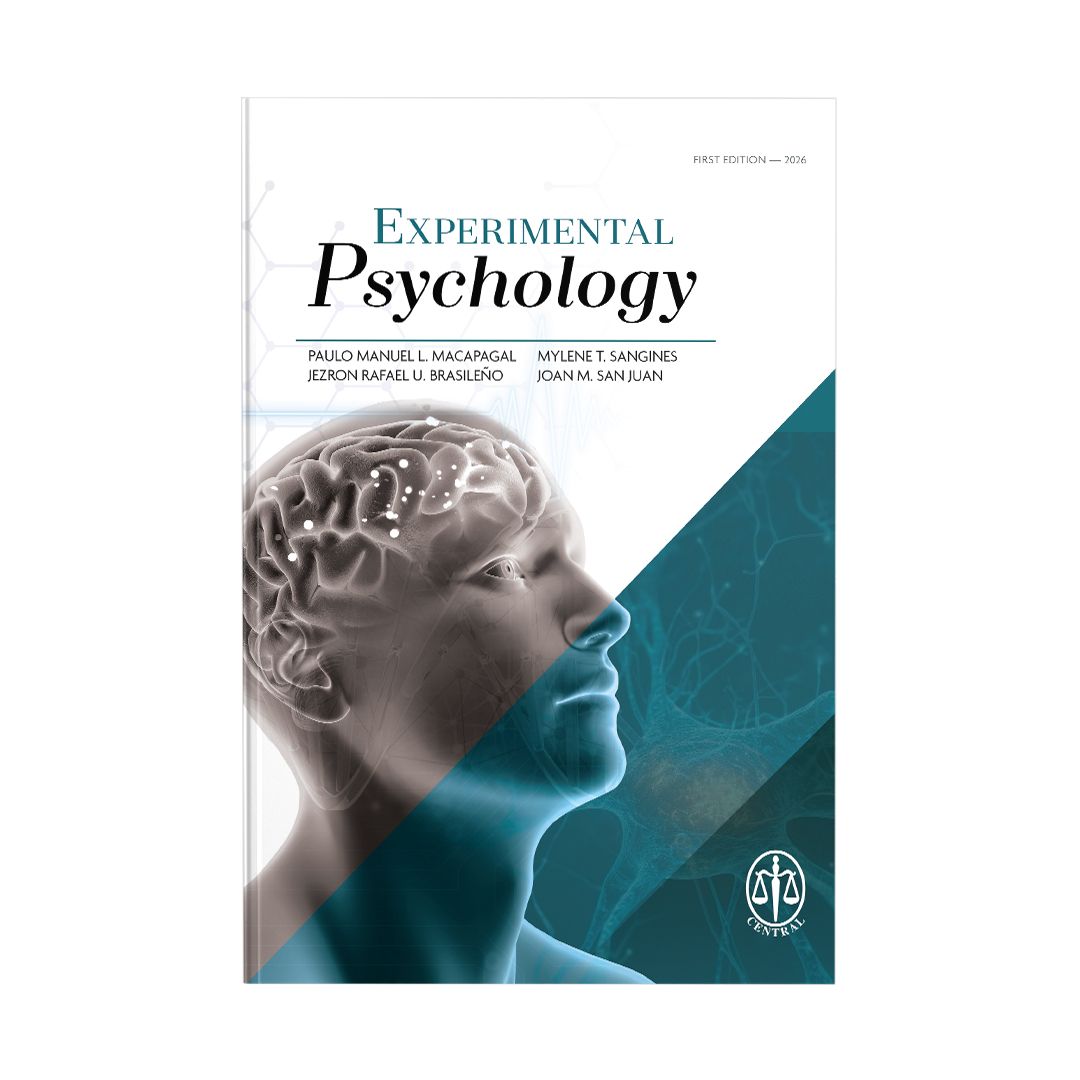 FIRST EDITION — 2026
EXPERIMENTAL
Psychology
PAULO MANUEL L. MACAPAGAL
JEZRON RAFAEL U. BRASILEÑO
MYLENE T. SANGINES
JOAN M. SAN JUAN
CENTRAL